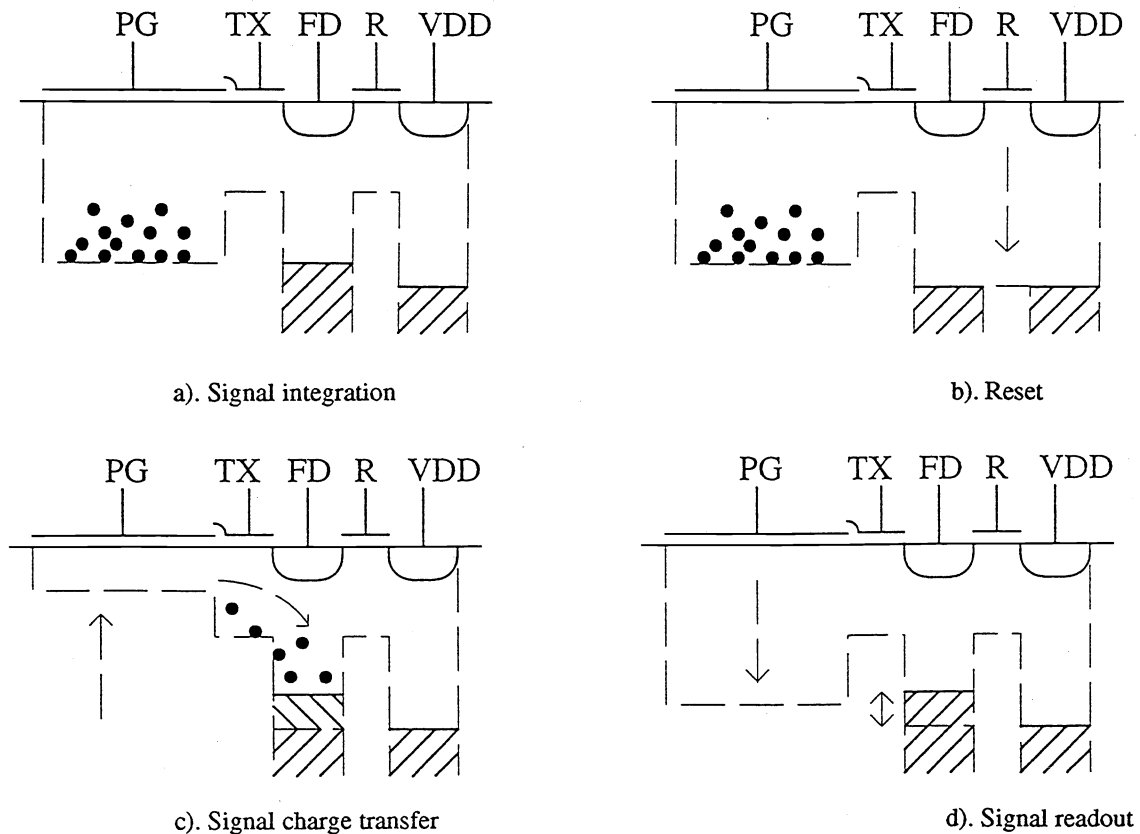 PG TX FD R VDD
PG TX FD R VDD
a). Signal integration
b). Reset
PG TX FD R VDD
PG TX FD R VDD
c). Signal charge transfer
d). Signal readout